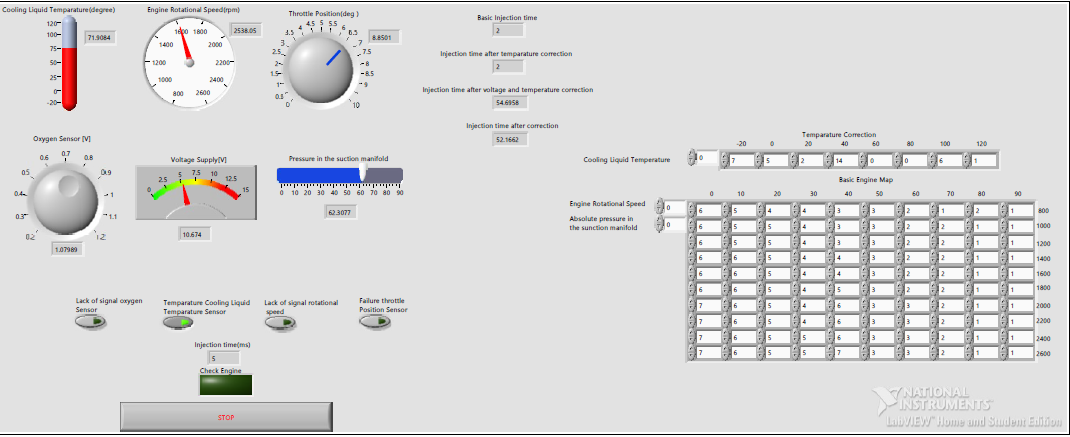 Cooling Liquid Temparature(degree)
120
100
75
50
25
0
-20
71.9084
Engine Rotational Speed(rpm)
1600
1800
1400
2000
1200
2200
1000
2400
800
2600
2538.05
Throttle Position(deg )
4.5
5
5.5
4
6
3.5
6.5
3
7
2.5
7.5
2
8
1.5
8.5
1
9
0.5
0
10
8.8501
Basic Injection time
2
Injection time after temparature correction
2
Injection time after voltage and temparature correction
54.6958
Injection time after correction
52.1662
Oxygen Sensor [V]
0.7
0.6
0.8
0.5
0.9
0.4
1
0.3
1.1
0.2
1.2
1.07989
Voltage Supply[V]
0
2.5
5
7.5
10
12.5
15
10.674
Pressure in the suction manifold
0 10 20 30 40 50 60 70 80 90
62.3077
Temparature Correction
-20 0 20 40 60 80 100 120
Cooling Liquid Temperature
0
7 5 2 14 0 0 6 1
Basic Engine Map
0 10 20 30 40 50 60 80 90
Engine Rotational Speed
0
Absolute pressure in
the sunction manifold
0
6 5 4 4 3 3 2 1 2 1 800
6 5 5 4 3 3 2 2 1 1 1000
6 5 5 4 3 3 2 2 1 1 1200
6 5 5 4 4 3 2 2 1 1 1400
6 5 5 4 4 3 2 2 1 1 1600
6 6 5 5 4 3 3 2 1 1 1800
7 6 5 4 6 3 3 2 1 1 2000
7 6 5 4 6 3 3 2 1 1 2200
7 6 5 5 6 3 3 2 1 1 2400
7 6 5 5 7 3 3 2 1 1 2600
Lack of signal oxygen
Sensor
Temparature Cooling Liquid
Temparature Sensor
Lack of signal rotational
speed
Failure throttle
Position Sensor
Injection time(ms)
5
Check Engine
STOP
NATIONAL
INSTRUMENTS
LabVIEW Home and Student Edition